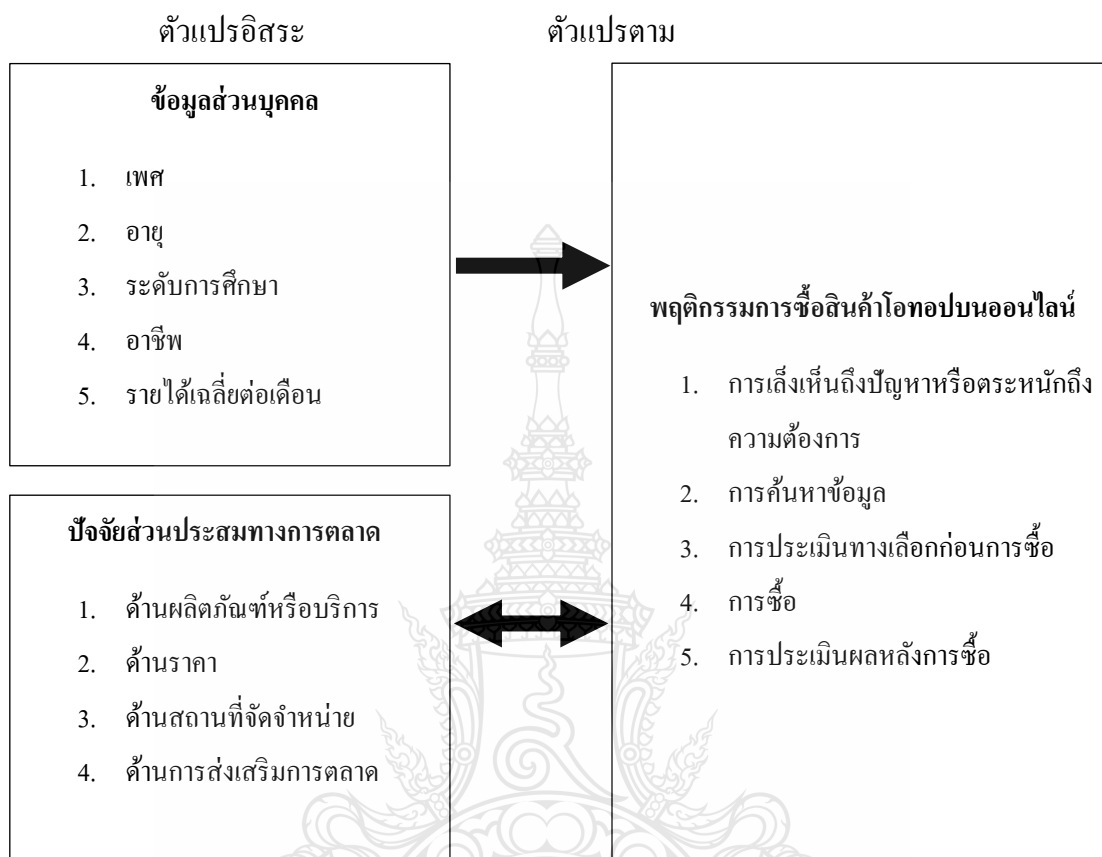 ตัวแปรอิสระ
ตัวแปรตาม
ข้อมูลส่วนบุคคล
1. เพศ
2. อายุ
3. ระดับการศึกษา
4. อาชีพ
5. รายได้เฉลี่ยต่อเดือน
ปัจจัยส่วนประสมทางการตลาด
1. ด้านผลิตภัณฑ์หรือบริการ
2. ด้านราคา
3. ด้านสถานที่จัดจำหน่าย
4. ด้านการส่งเสริมการตลาด
พฤติกรรมการซื้อสินค้าโอทอปบนออนไลน์
1. การเล็งเห็นถึงปัญหาหรือตระหนักถึง
ความต้องการ
2. การค้นหาข้อมูล
3. การประเมินทางเลือกก่อนการซื้อ
4. การซื้อ
5. การประเมินผลหลังการซื้อ